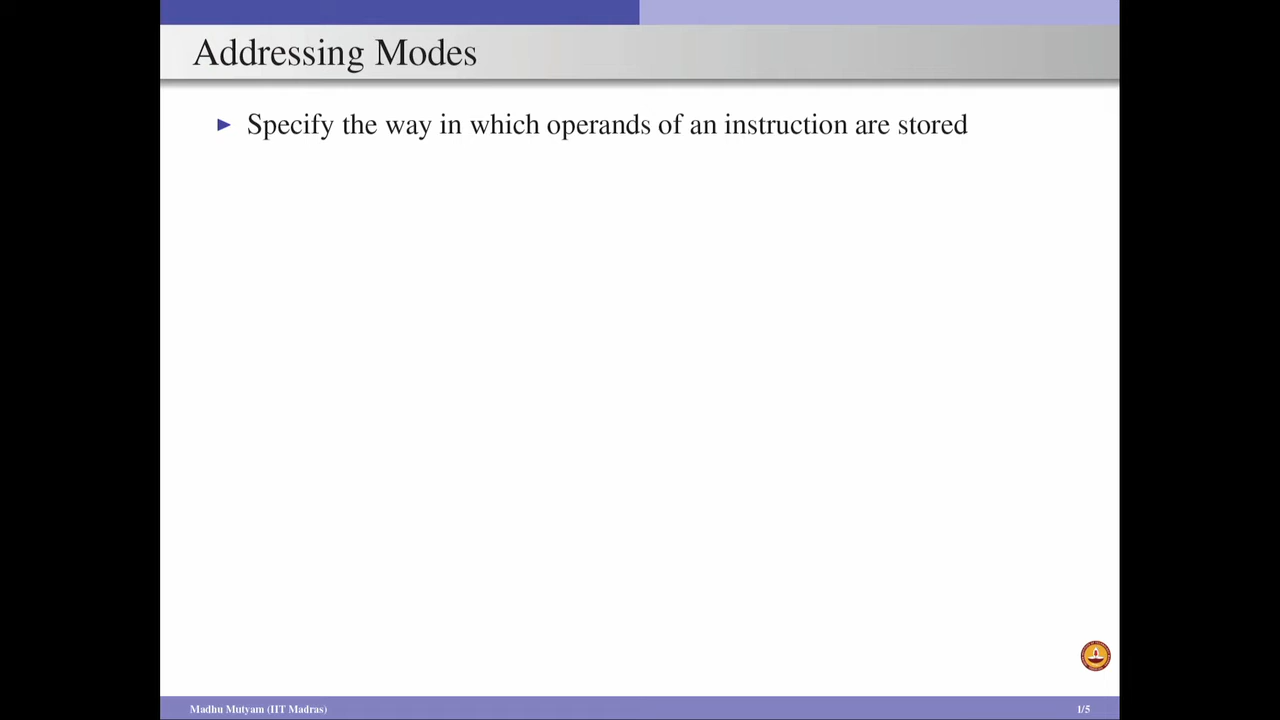 Addressing Modes
Specify the way in which operands of an instruction are stored
Madhu Mutyam (IIT Madras)
1/5